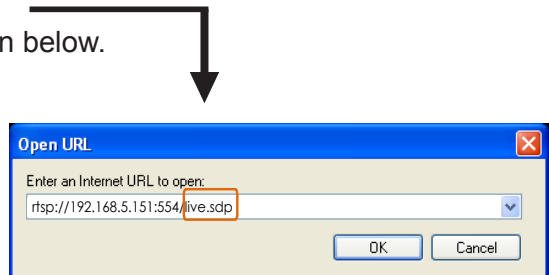 n below.
Open URL
Enter an Internet URL to open:
rtsp://192.168.5.151:554/live.sdp
OK Cancel